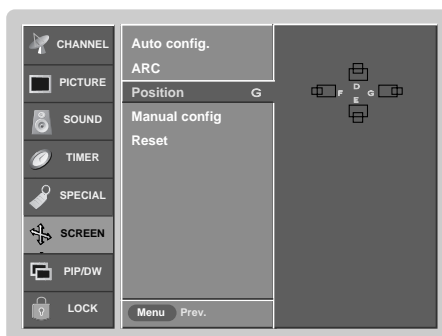 CHANNEL
PICTURE
SOUND
TIMER
SPECIAL
SCREEN
PIP/DW
LOCK
Auto config.
ARC
Position G
Manual config
Reset
Menu Prev.
D
F G
E